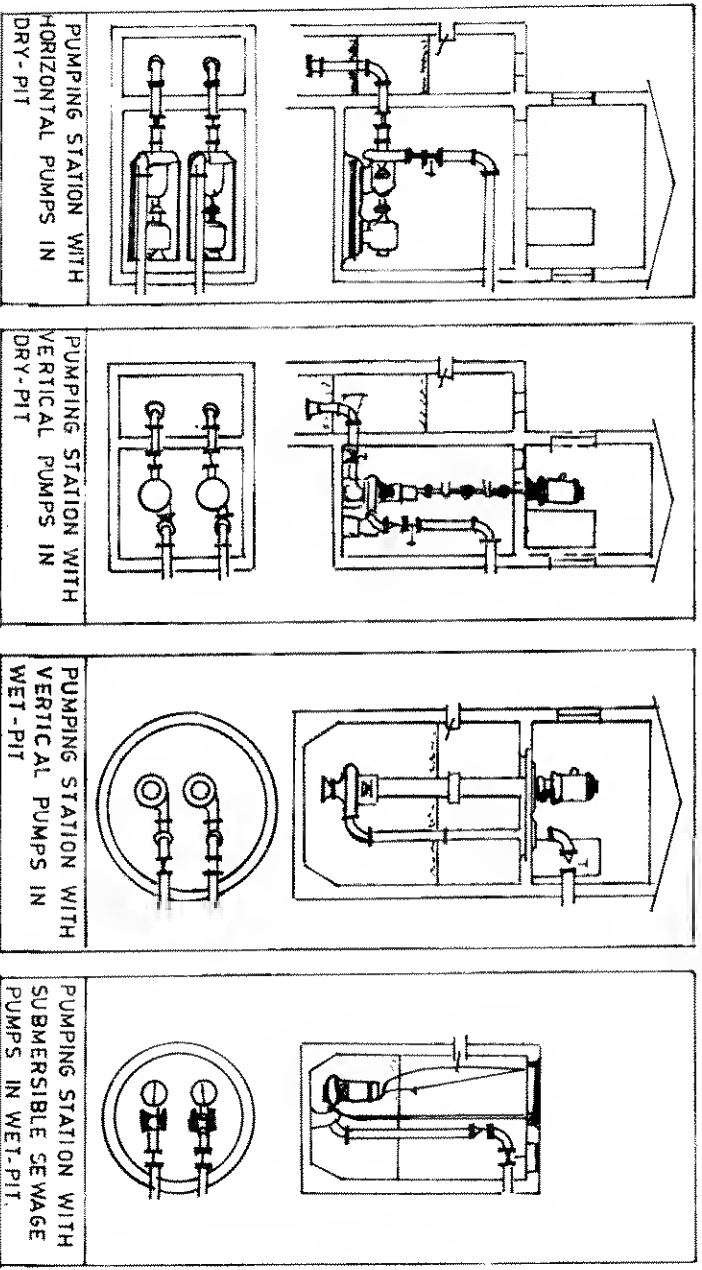 PUMPING STATION WITH
HORIZONTAL PUMPS IN
DRY-PIT
PUMPING STATION WITH
VERTICAL PUMPS IN
DRY-PIT
PUMPING STATION WITH
VERTICAL PUMPS IN
WET-PIT
PUMPING STATION WITH
SUBMERSIBLE SEWAGE
PUMPS IN WET-PIT.